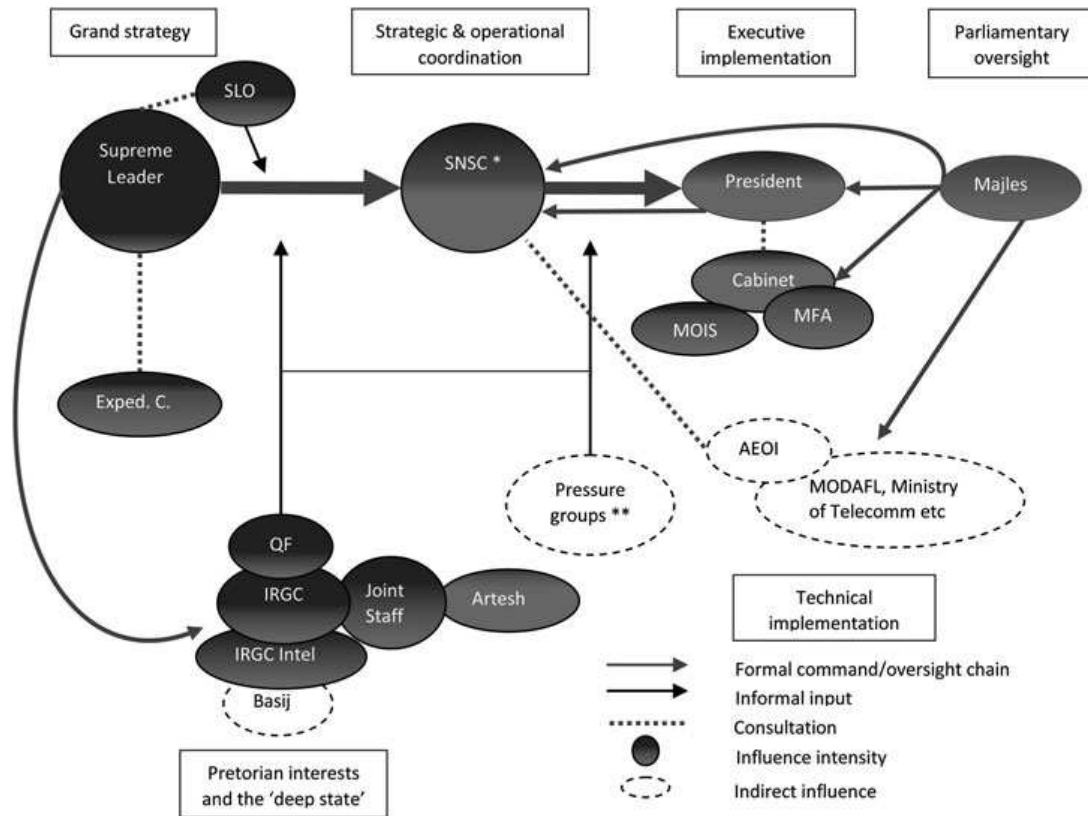 Grand strategy
Strategic & operational
coordination
Executive
implementation
Parliamentary
oversight
SLO
Supreme
Leader
SNSC *
President
Majles
Cabinet
MOIS
MFA
Exped. C.
AEOI
MODAFL, Ministry
of Telecomm etc
Pressure
groups **
QF
IRGC
Joint
Staff
Artesh
IRGC Intel
Basij
Technical
implementation
Formal command/oversight chain
Informal input
Consultation
Influence intensity
Indirect influence
Pretorian interests
and the ‘deep state’